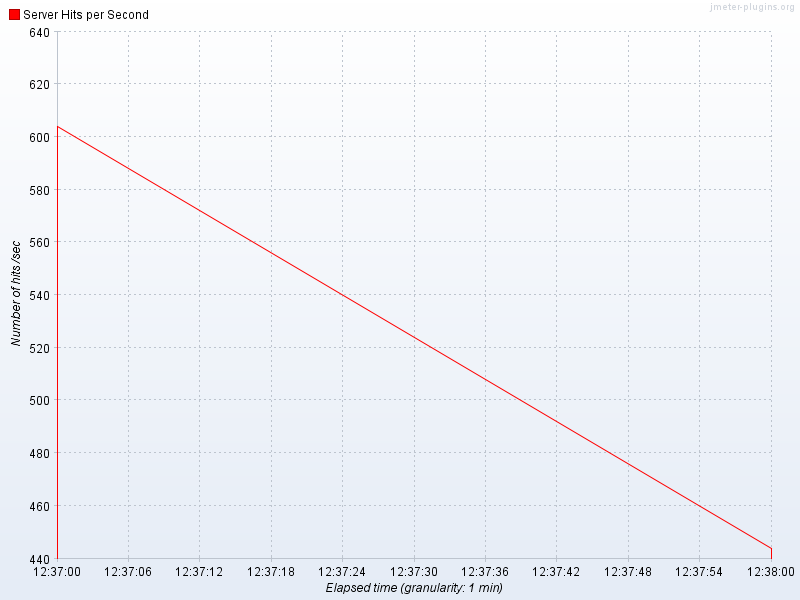 jmeter-plugins.org
Server Hits per Second
640
620
600
580
560
540
520
500
480
460
440
Number of hits /sec
12:37:00 12:37:06 12:37:12 12:37:18 12:37:24 12:37:30 12:37:36 12:37:42 12:37:48 12:37:54 12:38:00
Elapsed time (granularity: 1 min)